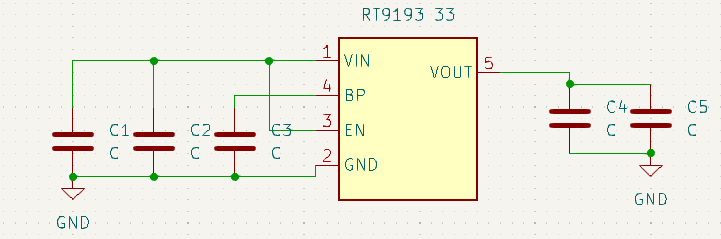 RT9193 33
1 VIN
VOUT 5
4 BP
3 EN
2 GND
C1 C2 C3 C4 C5
C C C C C
GND
GND